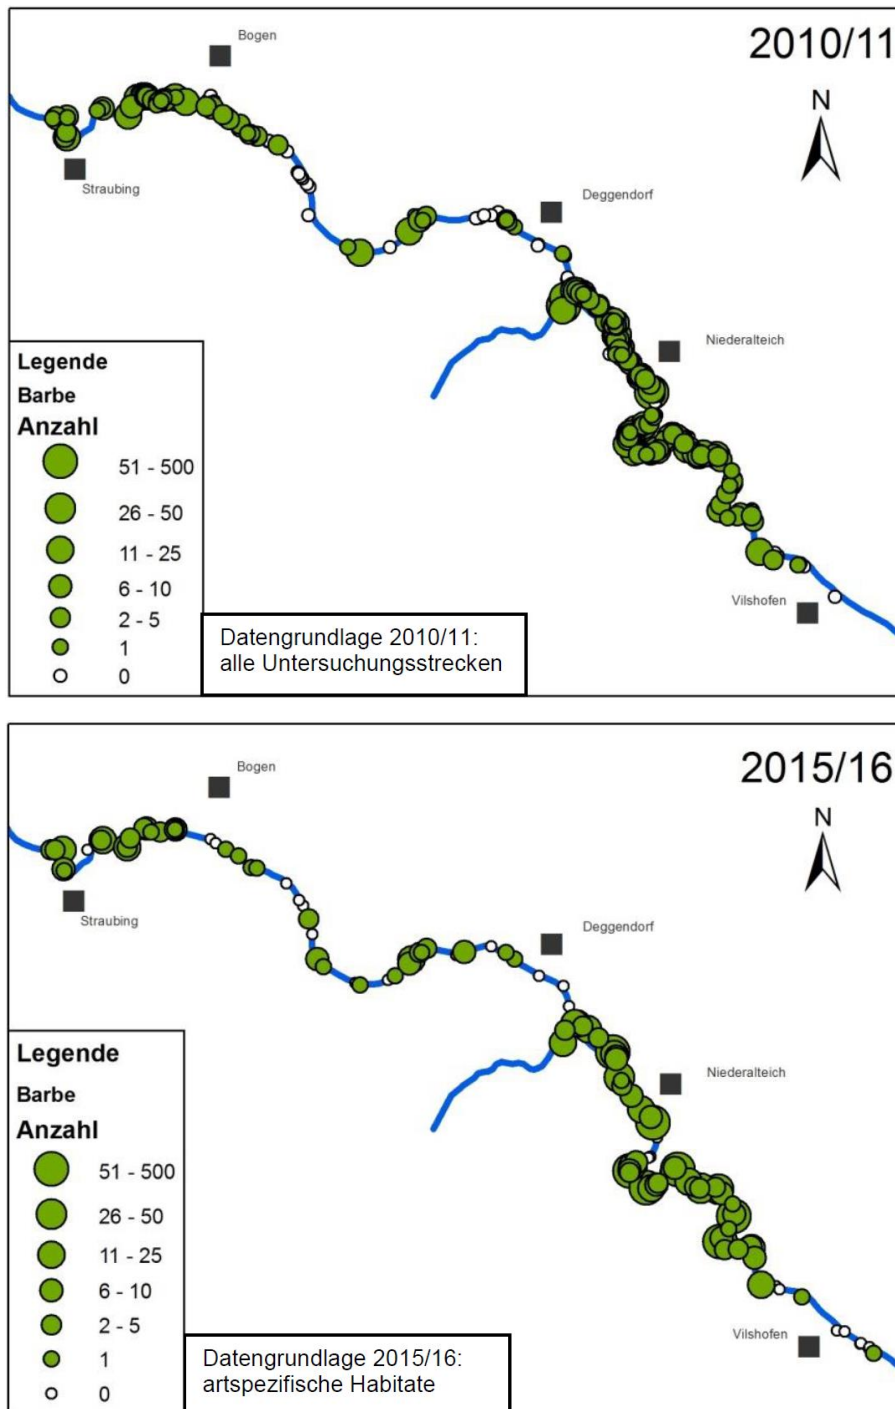 2010/11
Bogen
N
Straubing
Deggendorf
Niederalteich
Legende
Barbe
Anzahl
51 - 500
26 - 50
11 - 25
6 - 10
2 - 5
1
0
Vilshofen
Datengrundlage 2010/11:
alle Untersuchungsstrecken
2015/16
Bogen
N
Straubing
Deggendorf
Niederalteich
Legende
Barbe
Anzahl
51 - 500
26 - 50
11 - 25
6 - 10
2 - 5
1
0
Vilshofen
Datengrundlage 2015/16:
artspezifische Habitate